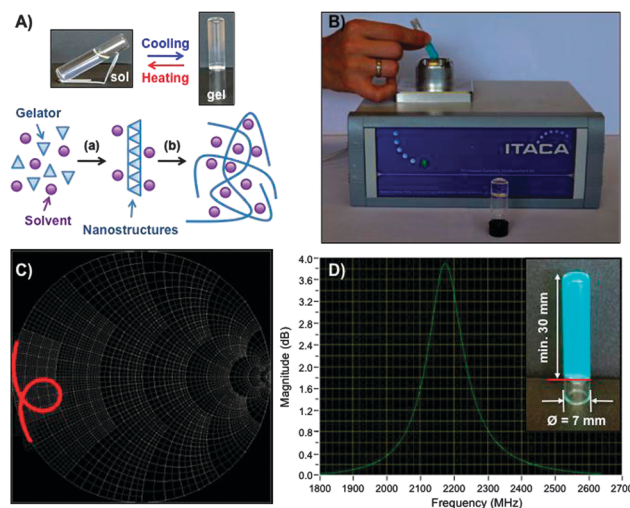 A)
Cooling
Heating
sol
gel
Gelator
(a)
(b)
Solvent
Nanostructures
B)
ITACA
C)
D)
Magnitude (dB)
4.0
3.6
3.2
2.8
2.4
2.0
1.6
1.2
0.8
0.4
0.0
1800
1900
2000
2100
2200
2300
2400
2500
2600
2700
Frequency (MHz)
min. 30 mm
Ø = 7 mm